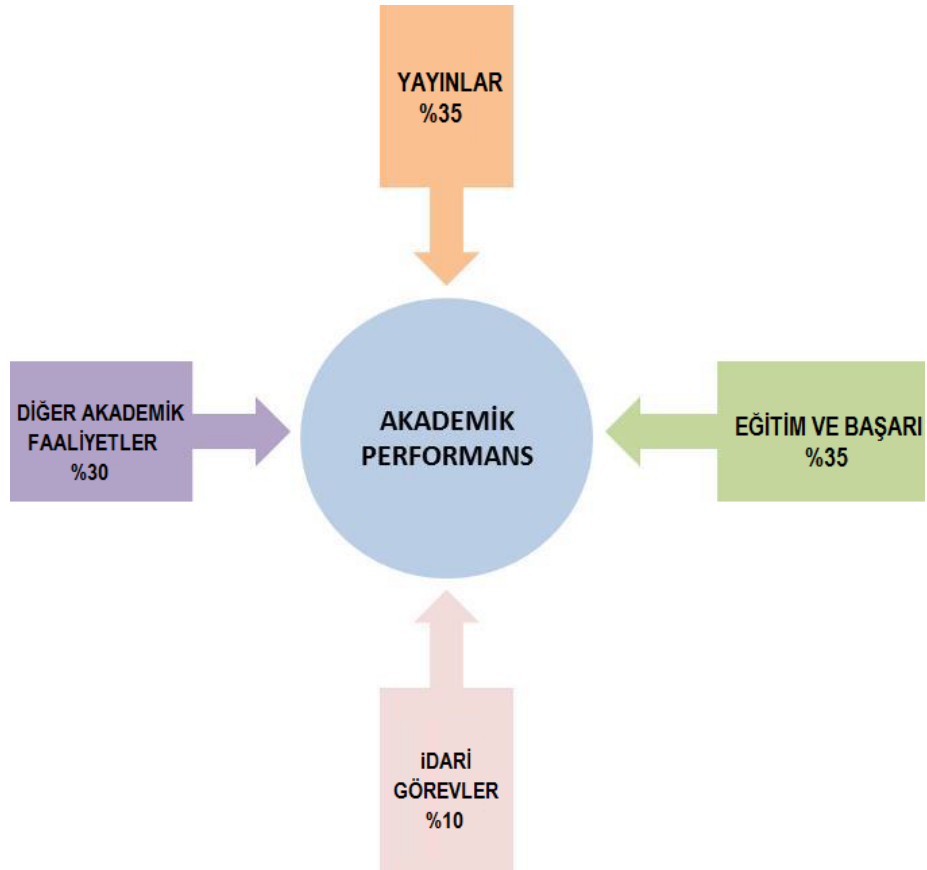 YAYINLAR
%35
DİĞER AKADEMİK
FAALİYETLER
%30
AKADEMİK
PERFORMANS
EĞİTİM VE BAŞARI
%35
iDARİ
GÖREVLER
%10